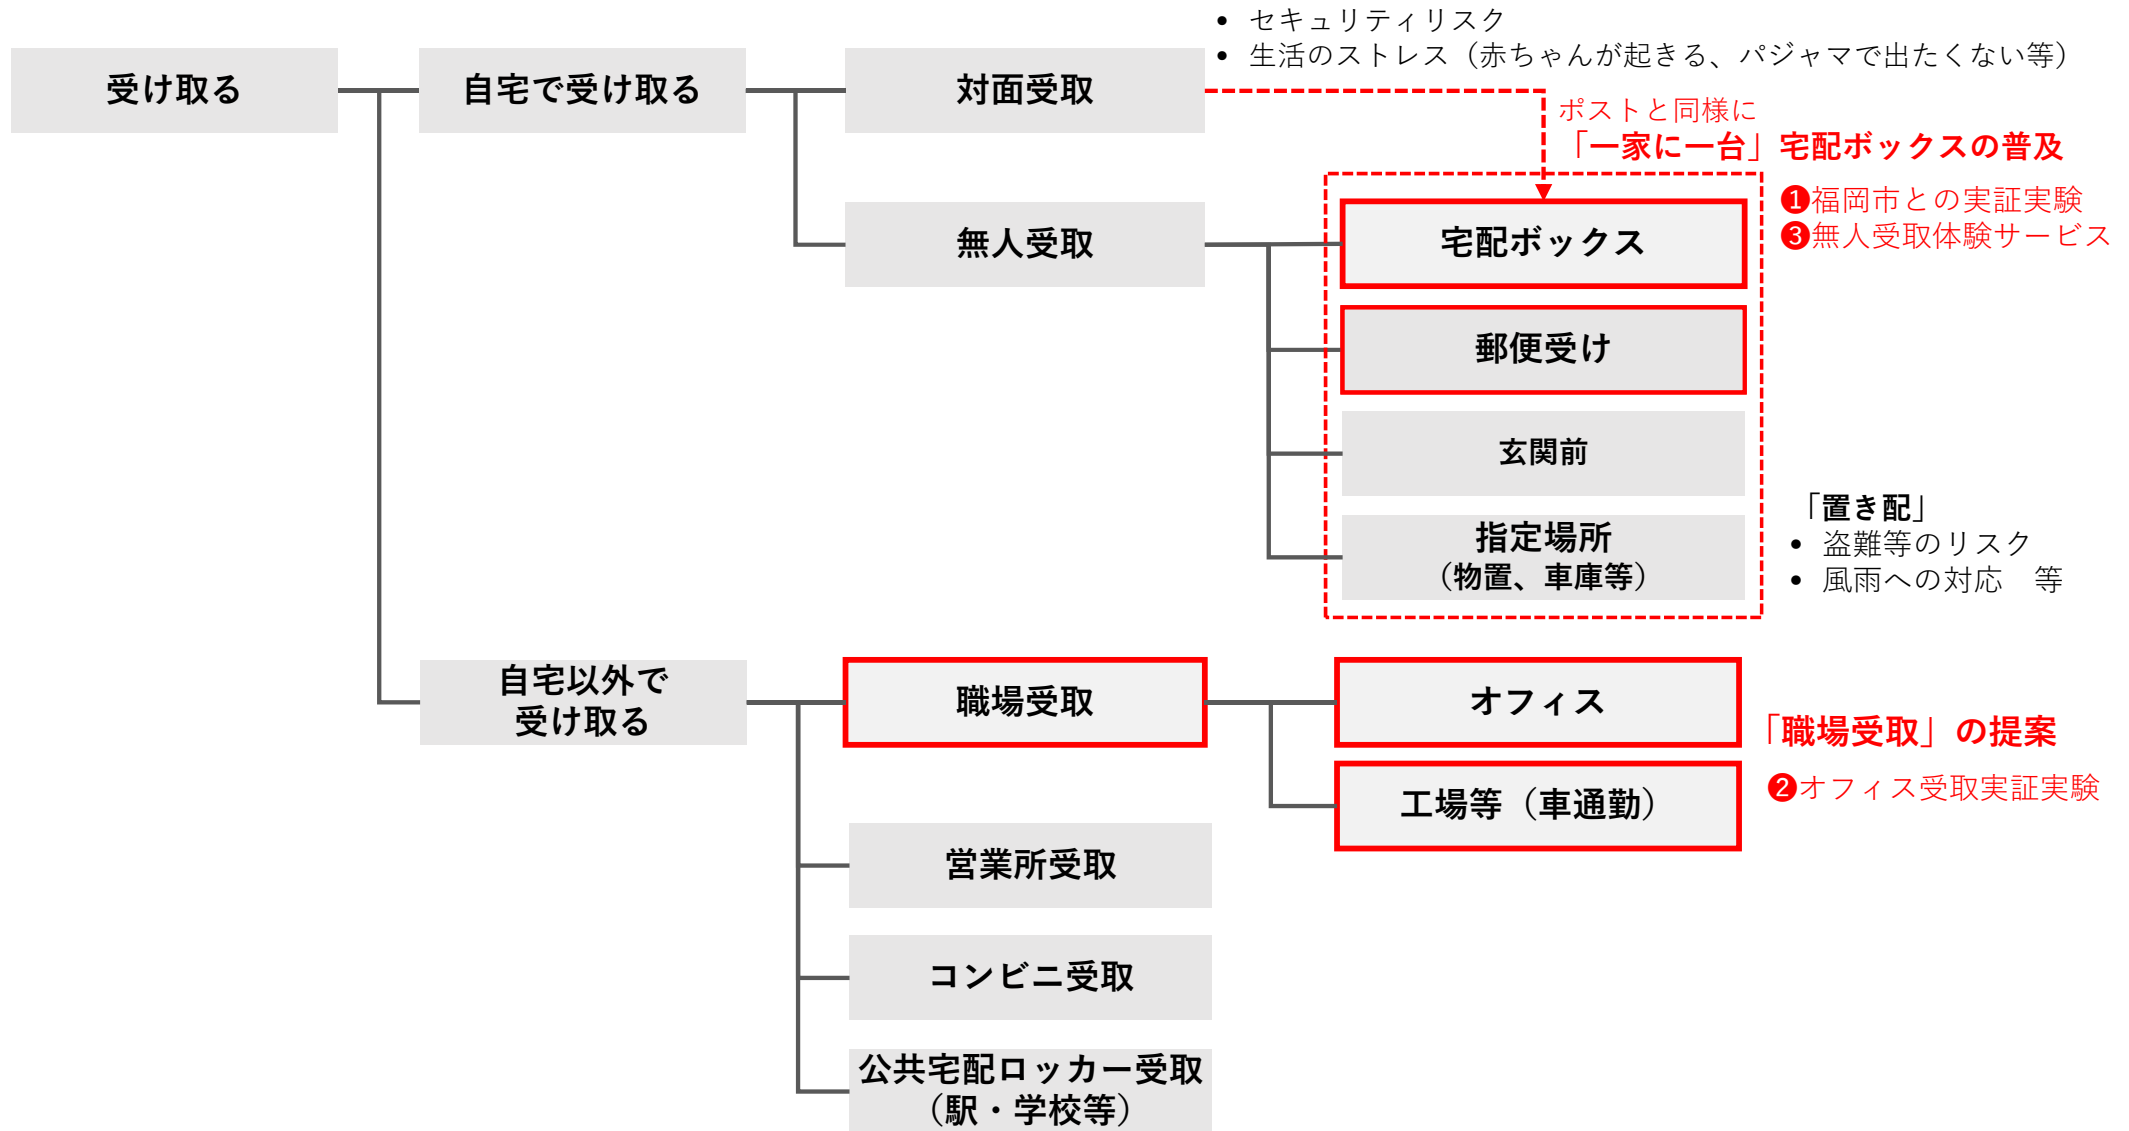 • セキュリティリスク
• 生活のストレス（赤ちゃんが起きる、パジャマで出たくない等）
受け取る
自宅で受け取る
対面受取
ポストと同様に
「一家に一台」宅配ボックスの普及
❶福岡市との実証実験
❸無人受取体験サービス
無人受取
宅配ボックス
郵便受け
玄関前
指定場所
（物置、車庫等）
「置き配」
• 盗難等のリスク
• 風雨への対応　等
自宅以外で
受け取る
職場受取
オフィス
「職場受取」の提案
❷オフィス受取実証実験
工場等（車通勤）
営業所受取
コンビニ受取
公共宅配ロッカー受取
（駅・学校等）